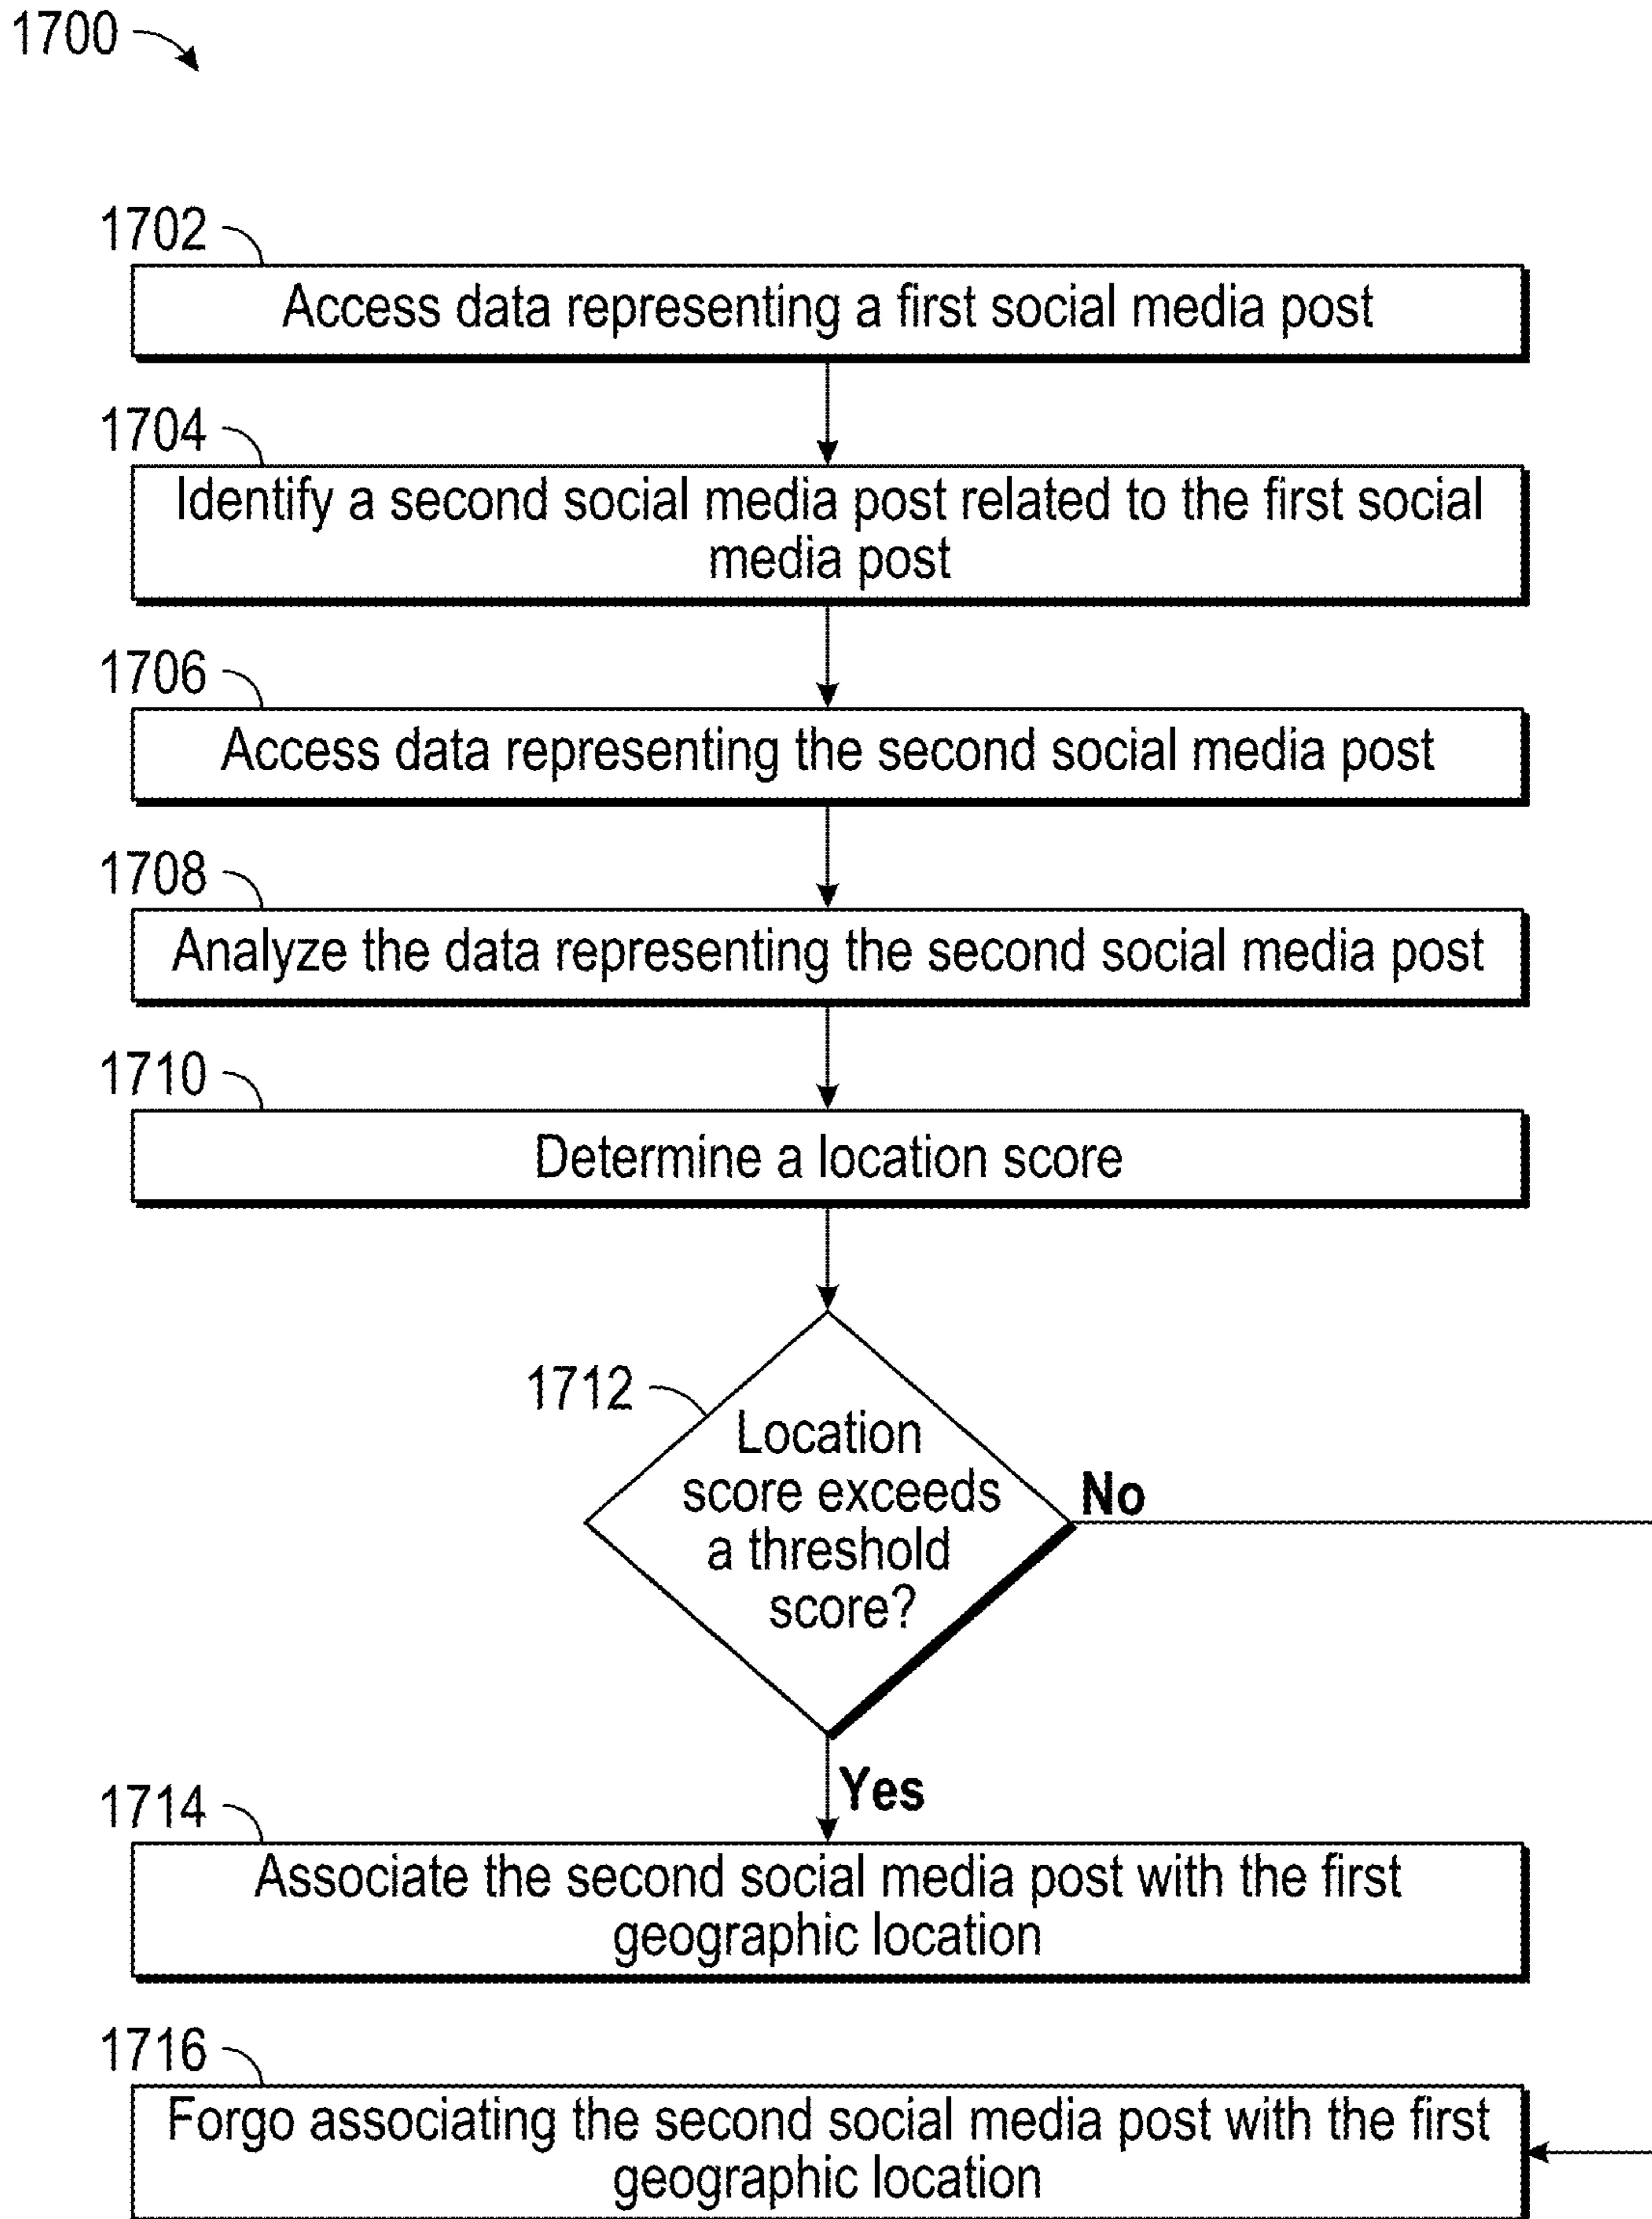 1700
1702
Access data representing a first social media post
1704
Identify a second social media post related to the first social
media post
1706
Access data representing the second social media post
1708
Analyze the data representing the second social media post
1710
Determine a location score
1712
Location
score exceeds
a threshold
score?
No
Yes
1714
Associate the second social media post with the first
geographic location
1716
Forgo associating the second social media post with the first
geographic location